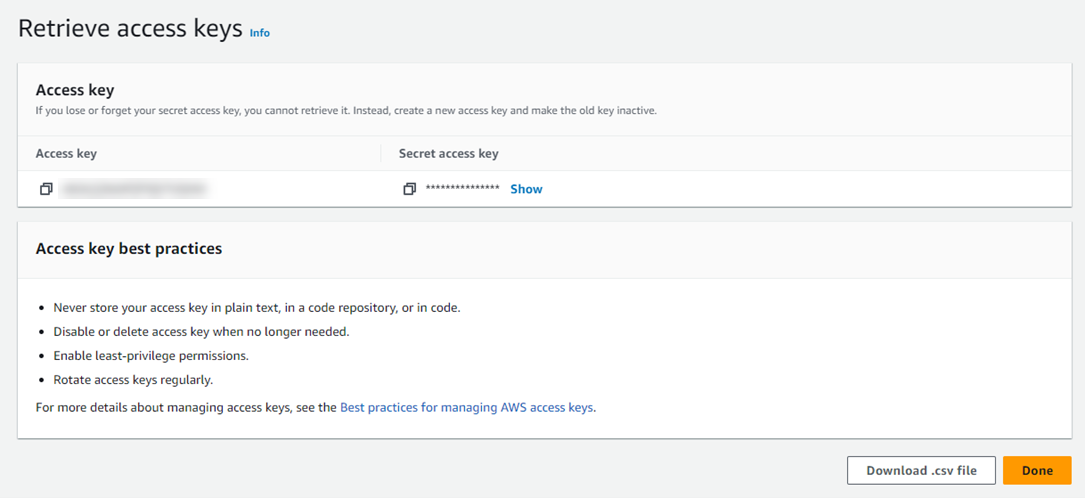 Retrieve access keys Info
Access key
If you lose or forget your secret access key, you cannot retrieve it. Instead, create a new access key and make the old key inactive.
Access key
Secret access key
*************** Show
Access key best practices
• Never store your access key in plain text, in a code repository, or in code.
• Disable or delete access key when no longer needed.
• Enable least-privilege permissions.
• Rotate access keys regularly.
For more details about managing access keys, see the Best practices for managing AWS access keys.
Download .csv file
Done